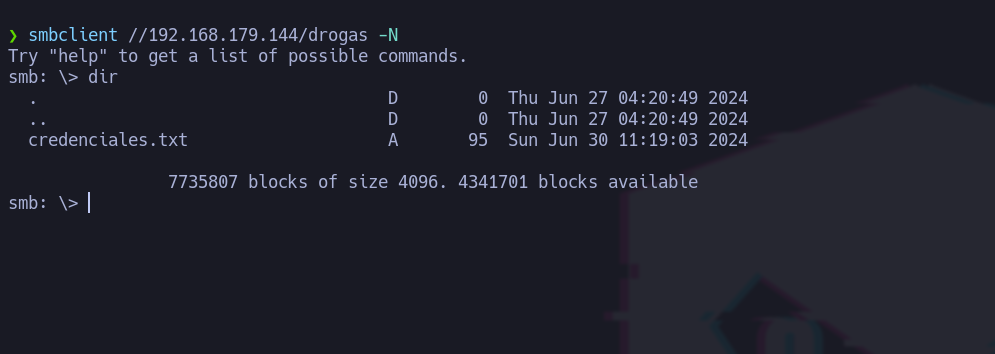 ❯ smbclient //192.168.179.144/drogas -N
Try "help" to get a list of possible commands.
smb: \> dir
  .                                   D        0  Thu Jun 27 04:20:49 2024
  ..                                  D        0  Thu Jun 27 04:20:49 2024
  credenciales.txt                    A       95  Sun Jun 30 11:19:03 2024
                7735807 blocks of size 4096. 4341701 blocks available
smb: \>